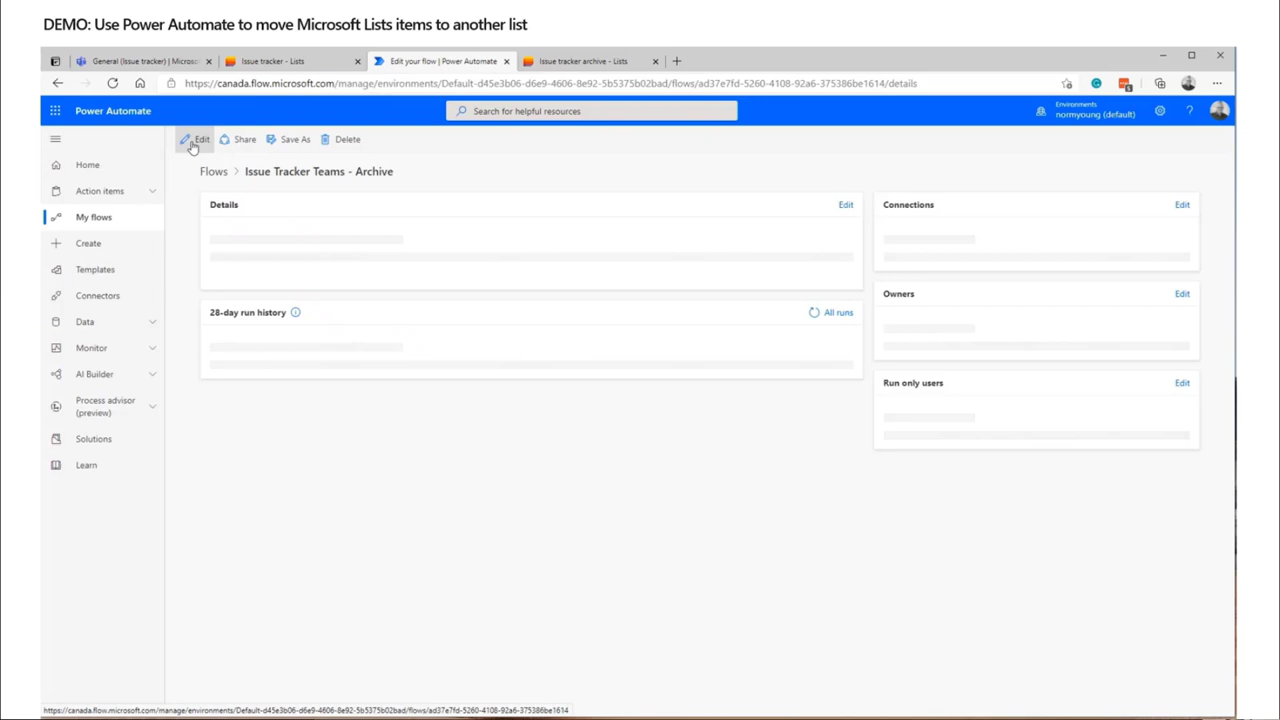 DEMO: Use Power Automate to move Microsoft Lists items to another list
General (Issue tracker) | Microsc
Issue tracker - Lists
Edit your flow | Power Automate
Issue tracker archive - Lists
https://canada.flow.microsoft.com/manage/environments/Default-d45e3b06-d6e9-4606-8e92-5b5375b02bad/flows/ad37e7fd-5260-4108-92a6-375386be1614/details
Power Automate
Search for helpful resources
Environments
normyoung (default)
Edit
Share
Save As
Delete
Flows > Issue Tracker Teams - Archive
Home
Action items
My flows
Create
Templates
Connectors
Data
Monitor
AI Builder
Process advisor
(preview)
Solutions
Learn
Details
Edit
28-day run history
All runs
Connections
Edit
Owners
Edit
Run only users
Edit
https://canada.flow.microsoft.com/manage/environments/Default-d45e3b06-d6e9-4606-8e92-5b5375b02bad/flows/ad37e7fd-5260-4108-92a6-375386be1614